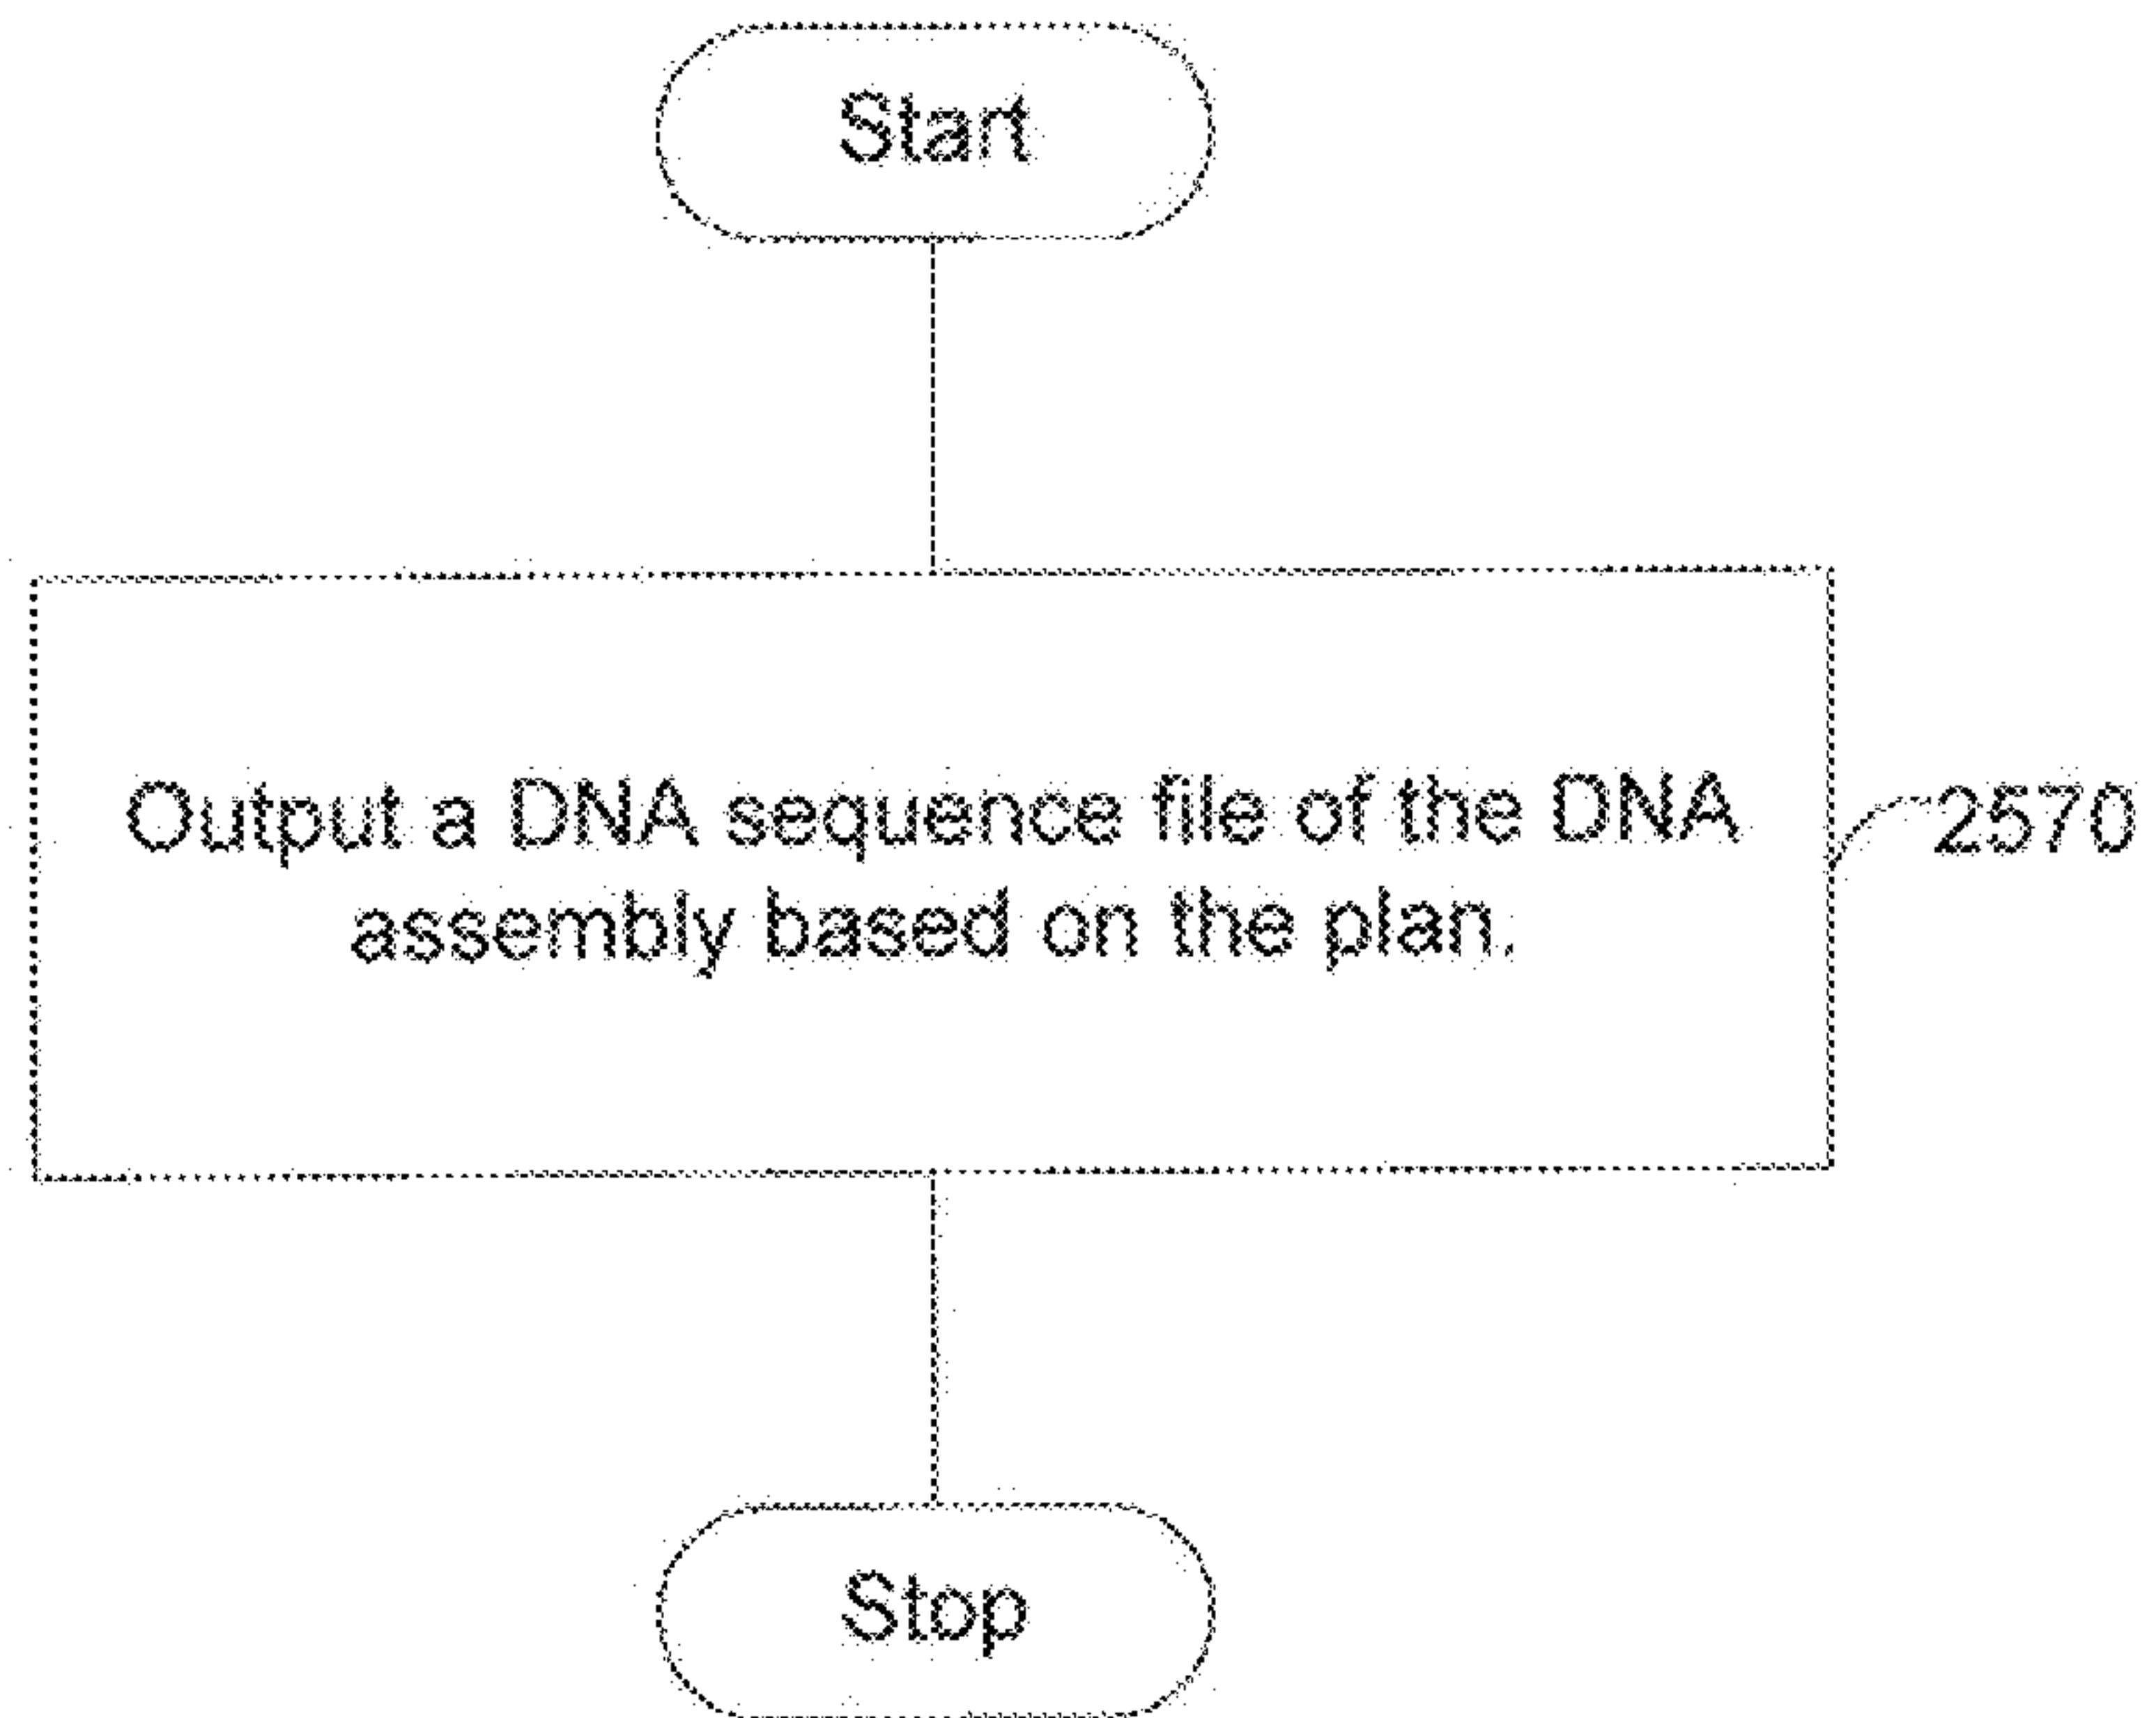 Start
Output a DNA sequence file of the DNA
assembly based on the plan.
2570
Stop